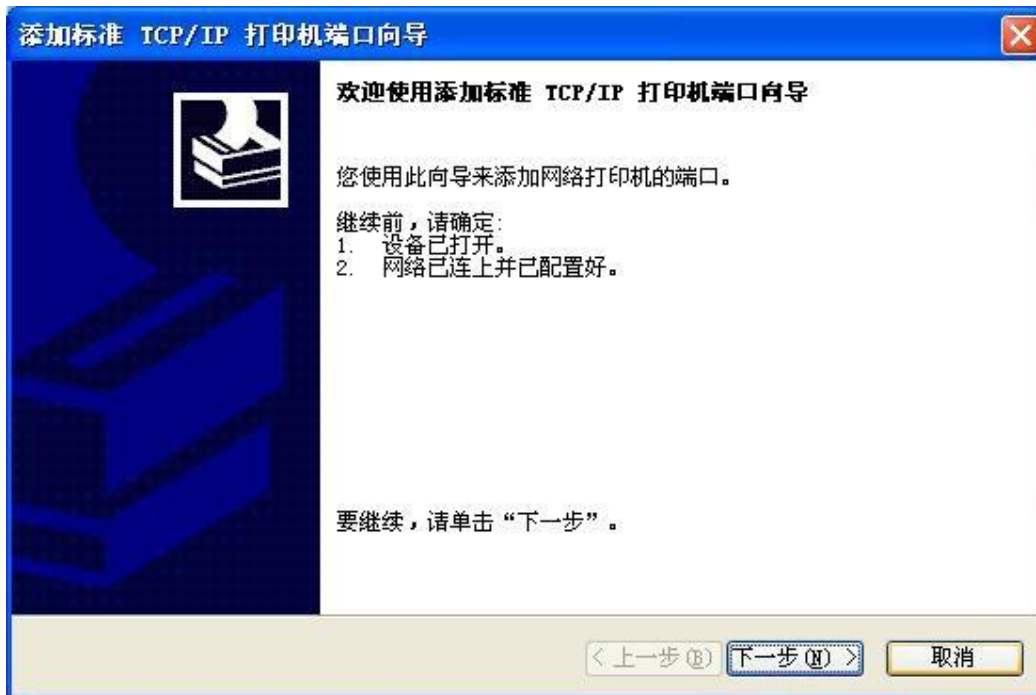 添加标准 TCP/IP 打印机端口向导
欢迎使用添加标准 TCP/IP 打印机端口向导
您使用此向导来添加网络打印机的端口。
继续前，请确定:
1. 设备已打开。
2. 网络已连上并已配置好。
要继续，请单击“下一步”。
< 上一步(B) 下一步(N) > 取消